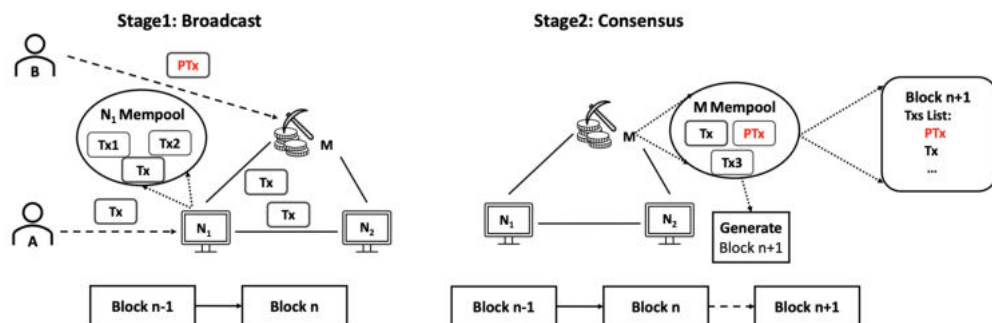 Stage1: Broadcast
B
PTx
N1 Mempool
Tx1
Tx2
Tx
M
Tx
Tx
Tx
A
N1
N2
Block n-1
Block n
Stage2: Consensus
M
M Mempool
Tx
PTx
Tx3
Block n+1
Txs List:
PTx
Tx
...
N1
N2
Generate
Block n+1
Block n-1
Block n
Block n+1